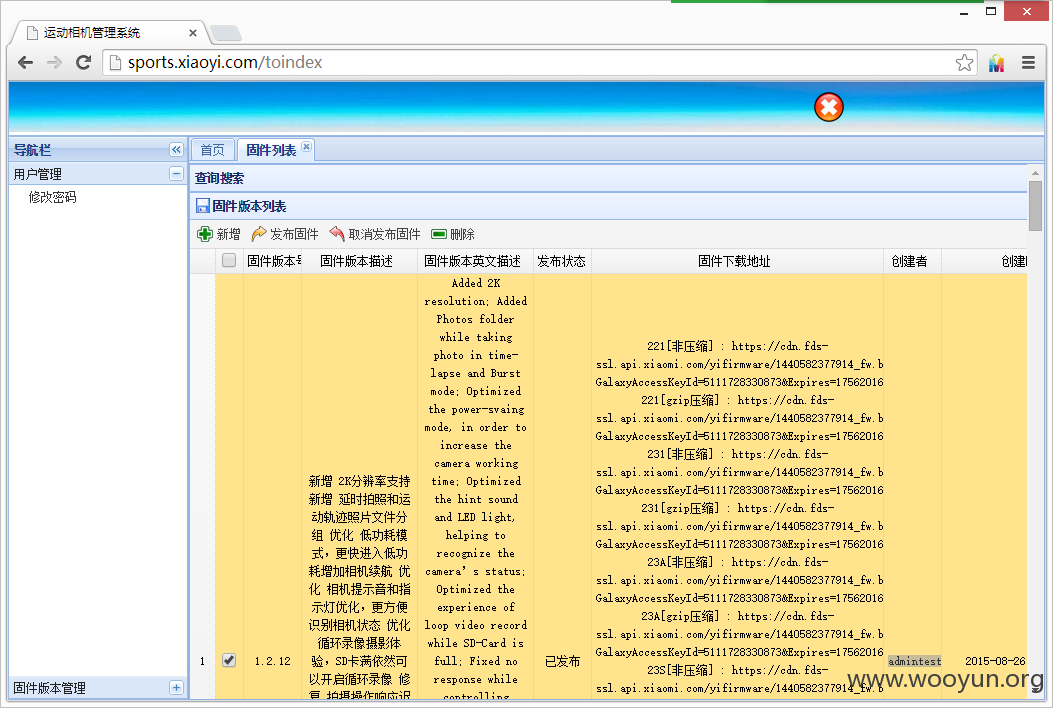 运动相机管理系统
sports.xiaoyi.com/toindex
导航栏
用户管理
修改密码
固件版本管理
首页
固件列表
查询搜索
固件版本列表
新增
发布固件
取消发布固件
删除
固件版本号
固件版本描述
固件版本英文描述
发布状态
固件下载地址
创建者
创建
1
1.2.12
新增 2K分辨率支持
新增 延时拍照和运
动轨迹照片文件分
组 优化 低功耗模
式，更快进入低功
耗增加相机续航 优
化 相机提示音和指
示灯优化，更方便
识别相机状态 优化
循环录像摄影体
验，SD卡满依然可
以开启循环录像 修
复 拍摄操作响应迟
Added 2K
resolution; Added
Photos folder
while taking
photo in time-
lapse and Burst
mode; Optimized
the power-svaing
mode, in order to
increase the
camera working
time; Optimized
the hint sound
and LED light,
helping to
recognize the
camera’s status;
Optimized the
experience of
loop video record
while SD-Card is
full; Fixed no
response while
controlling
已发布
221[非压缩] : https://cdn.fds-
ssl.api.xiaomi.com/yifirmware/1440582377914_fw.b
GalaxyAccessKeyId=5111728330873&Expires=17562016
221[gzip压缩] : https://cdn.fds-
ssl.api.xiaomi.com/yifirmware/1440582377914_fw.b
GalaxyAccessKeyId=5111728330873&Expires=17562016
231[非压缩] : https://cdn.fds-
ssl.api.xiaomi.com/yifirmware/1440582377914_fw.b
GalaxyAccessKeyId=5111728330873&Expires=17562016
231[gzip压缩] : https://cdn.fds-
ssl.api.xiaomi.com/yifirmware/1440582377914_fw.b
GalaxyAccessKeyId=5111728330873&Expires=17562016
23A[非压缩] : https://cdn.fds-
ssl.api.xiaomi.com/yifirmware/1440582377914_fw.b
GalaxyAccessKeyId=5111728330873&Expires=17562016
23A[gzip压缩] : https://cdn.fds-
ssl.api.xiaomi.com/yifirmware/1440582377914_fw.b
GalaxyAccessKeyId=5111728330873&Expires=17562016
23S[非压缩] : https://cdn.fds-
ssl.api.xiaomi.com/yifirmware/1440582377914_fw.b
admintest
2015-08-26
www.wooyun.org